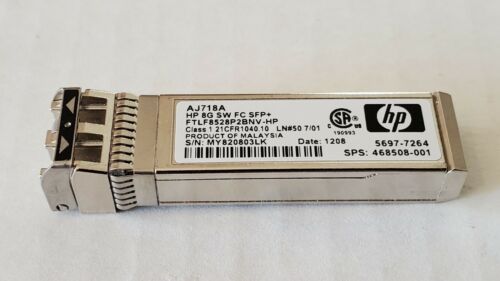 AJ718A
HP 8G SW FC SFP+
FTLF8528P2BNV-HP
Class 1 21CFR1040.10 LN#50 7/01
PRODUCT OF MALAYSIA
S/N: MY820803LK Date: 1208
SA
190993
hp
5697-7264
SPS: 468508-001